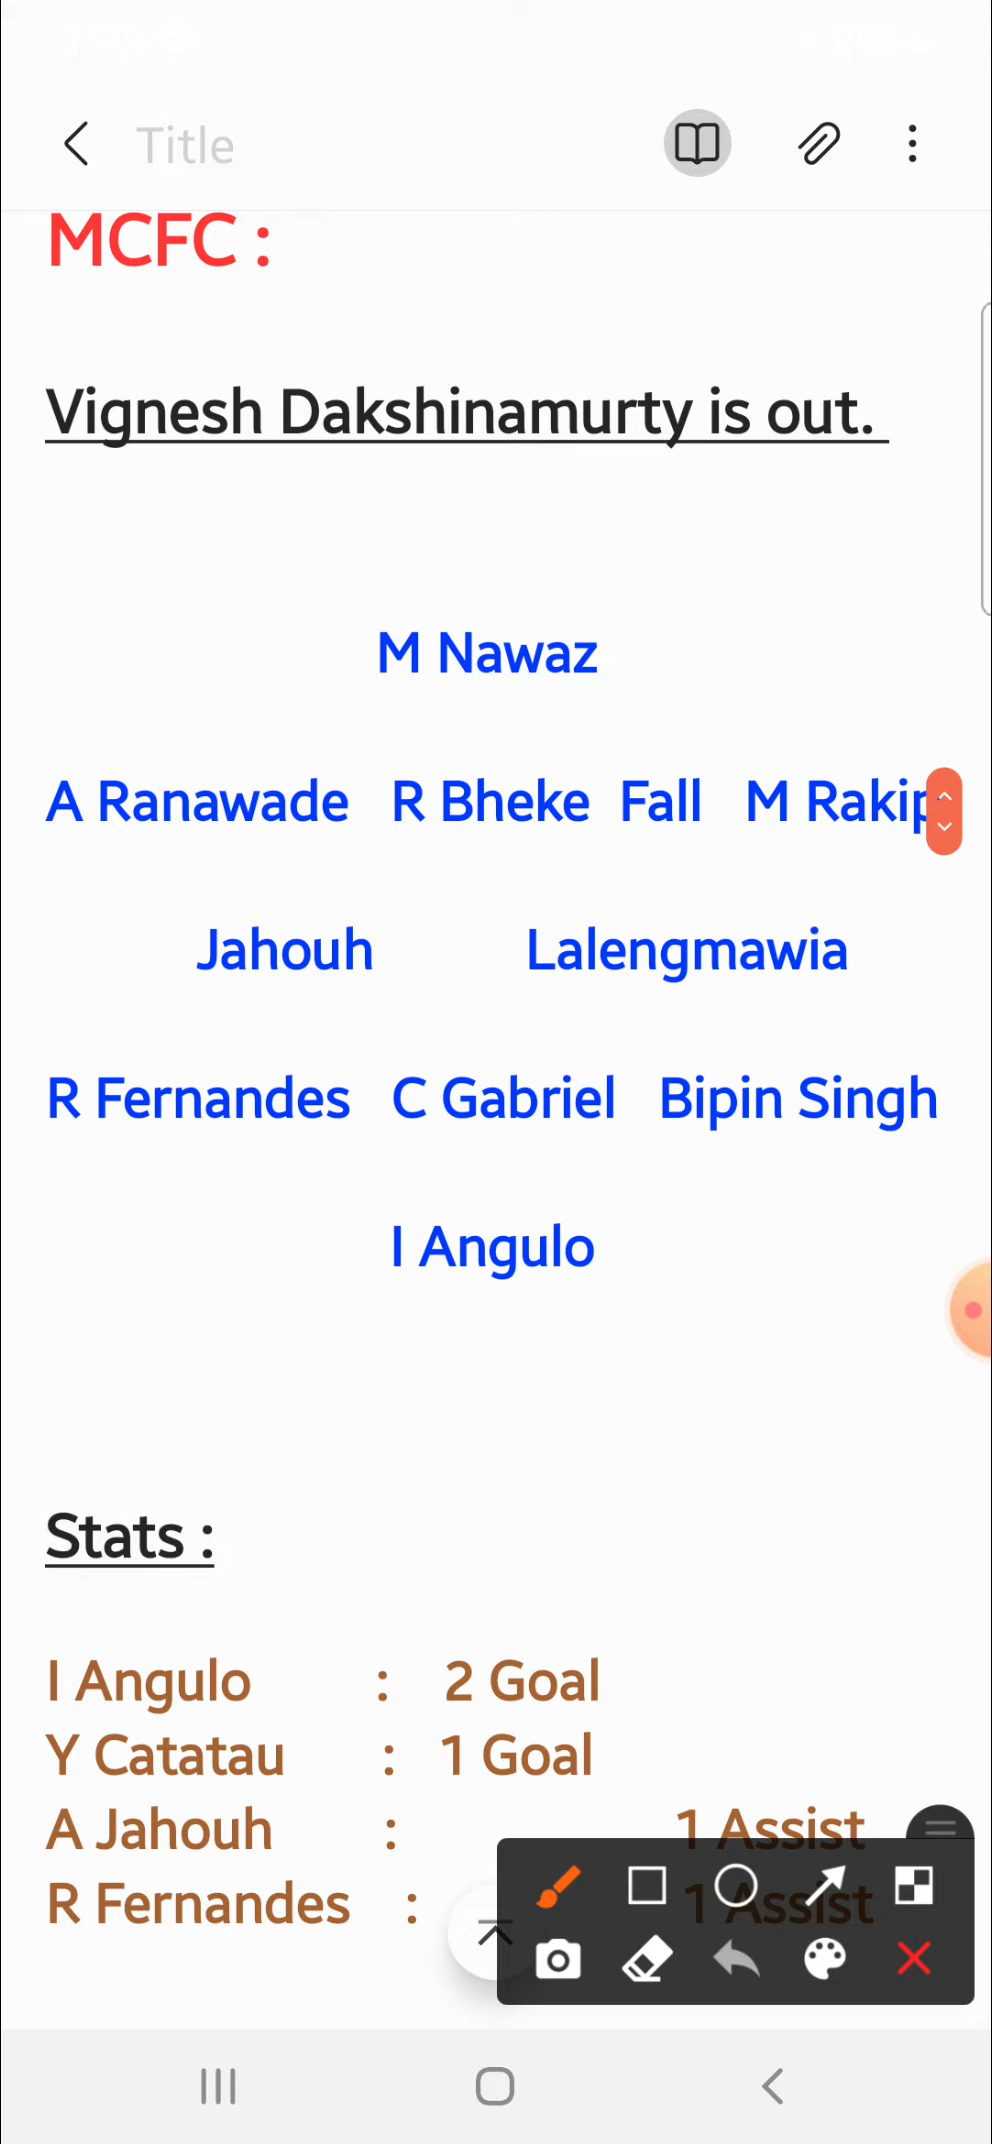 Title
MCFC :
Vignesh Dakshinamurty is out.
M Nawaz
A Ranawade R Bheke Fall M Rakip
Jahouh Lalengmawia
R Fernandes C Gabriel Bipin Singh
I Angulo
Stats :
I Angulo : 2 Goal
Y Catatau : 1 Goal
A Jahouh : 1 Assist
R Fernandes : 1 Assist